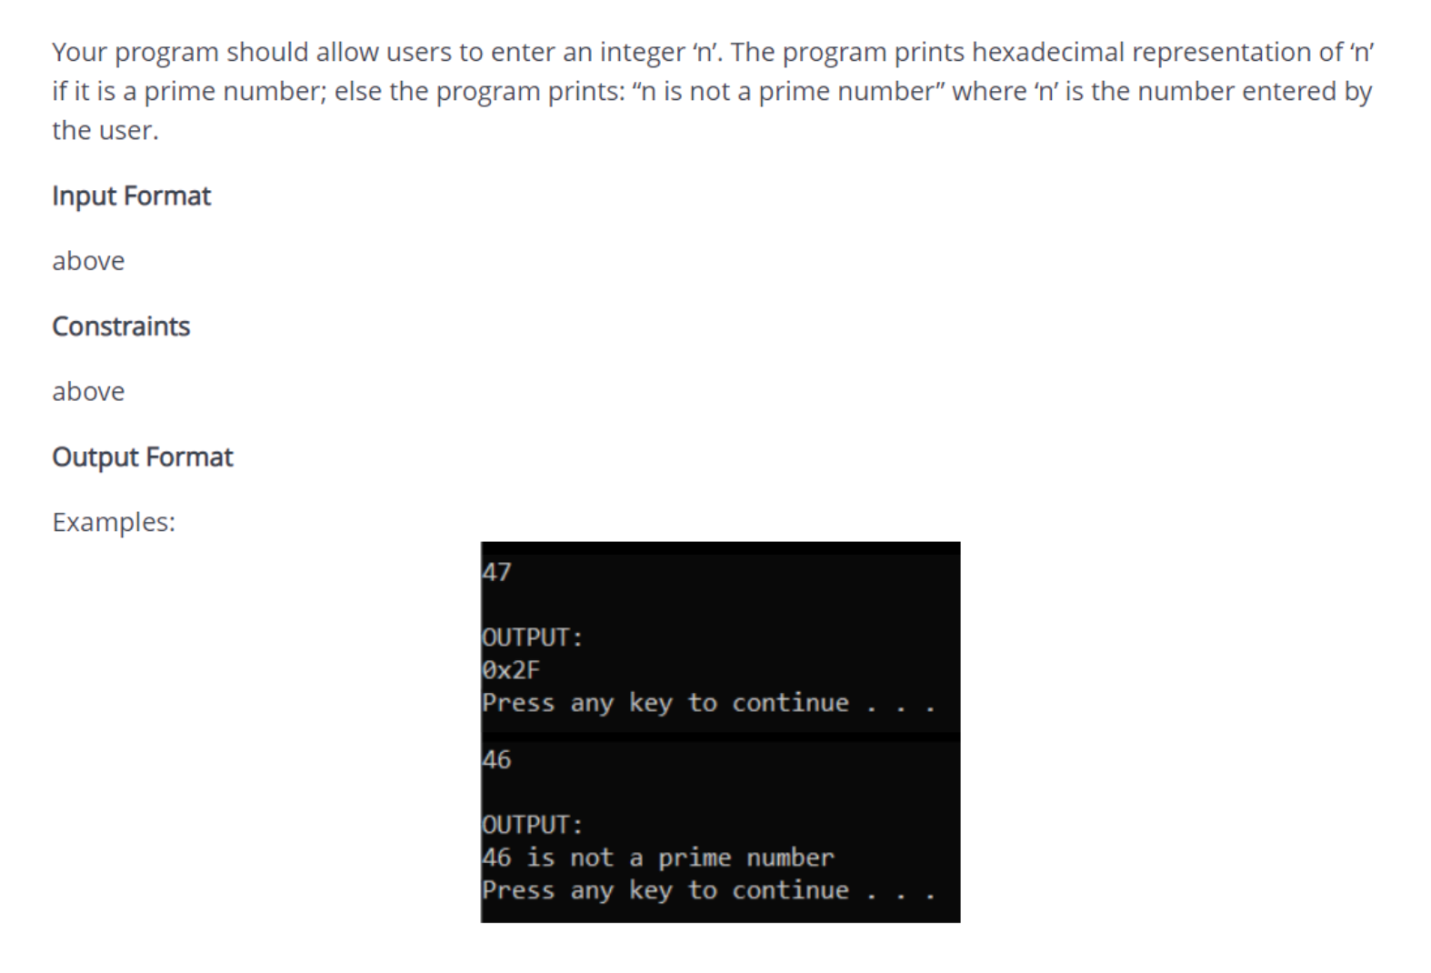 Your program should allow users to enter an integer ‘n’. The program prints hexadecimal representation of ‘n’
if it is a prime number; else the program prints: “n is not a prime number” where ‘n’ is the number entered by
the user.
Input Format
above
Constraints
above
Output Format
Examples:
47
OUTPUT:
0x2F
Press any key to continue . . .
46
OUTPUT:
46 is not a prime number
Press any key to continue . . .